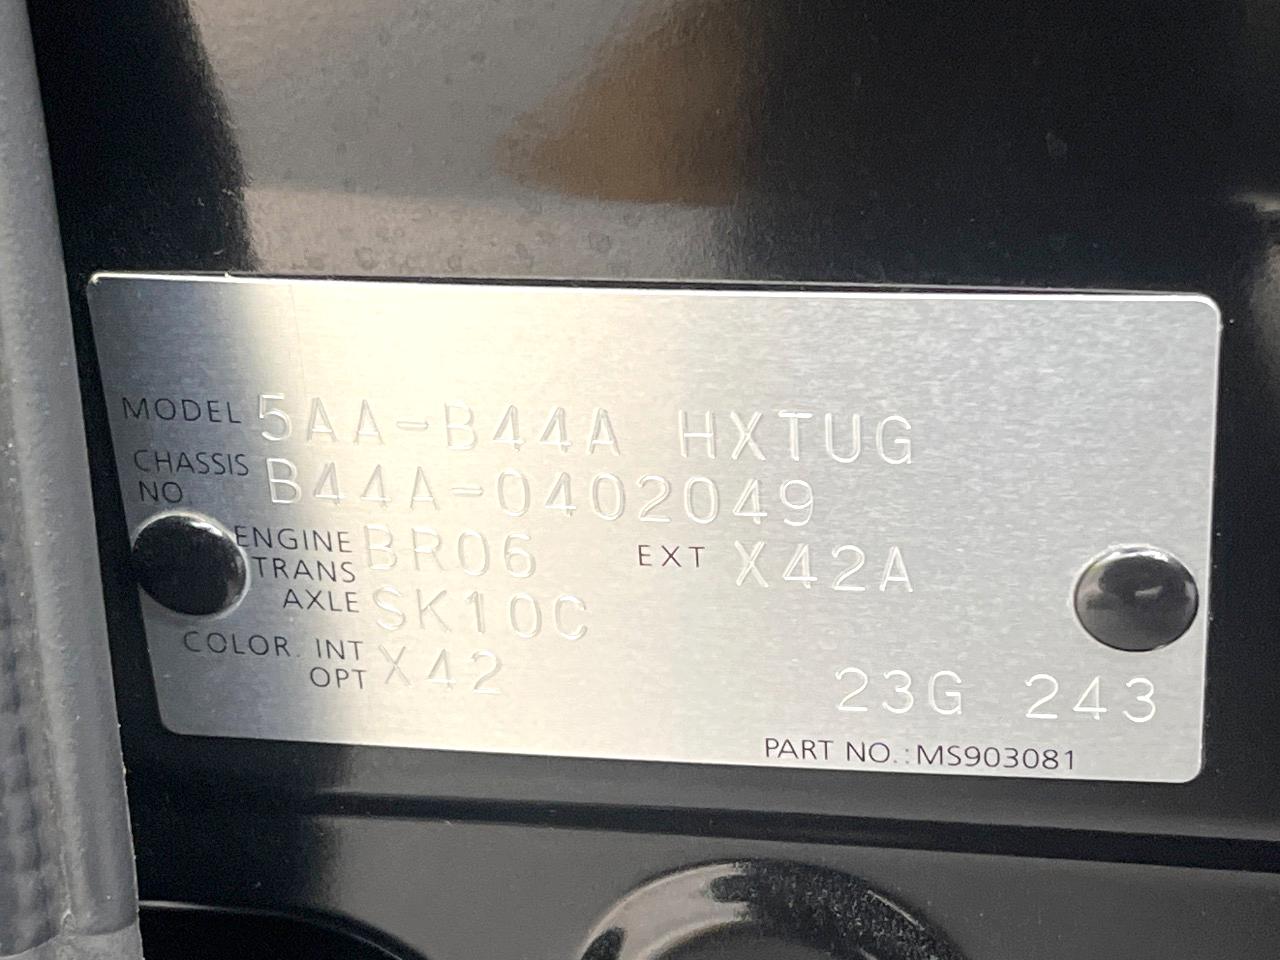 MODEL 5AA-B44A HXTUG
CHASSIS
NO. B44A-0402049
ENGINE BR06 EXT X42A
TRANS
AXLE SK10C
COLOR. INT X42
OPT
23G 243
PART NO.:MS903081